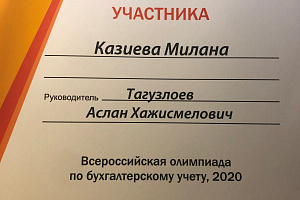 УЧАСТНИКА
Казиева Милана
Руководитель Тагузлоев
Аслан Хажисмелович
Всероссийская олимпиада
по бухгалтерскому учету, 2020